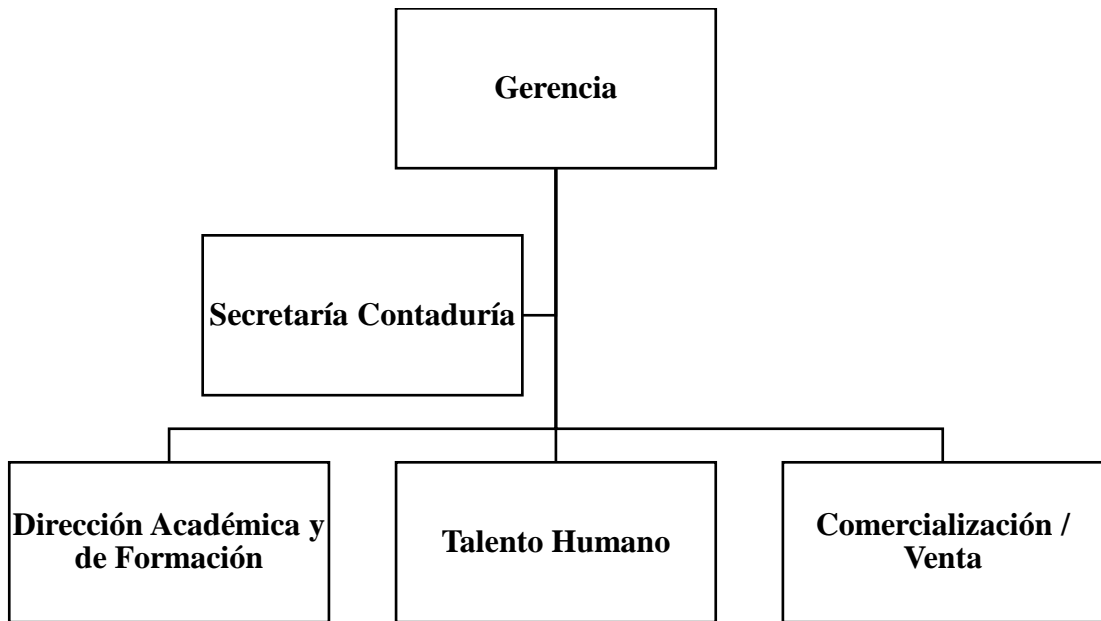 Gerencia
Secretaría Contaduría
Dirección Académica y
de Formación
Talento Humano
Comercialización /
Venta